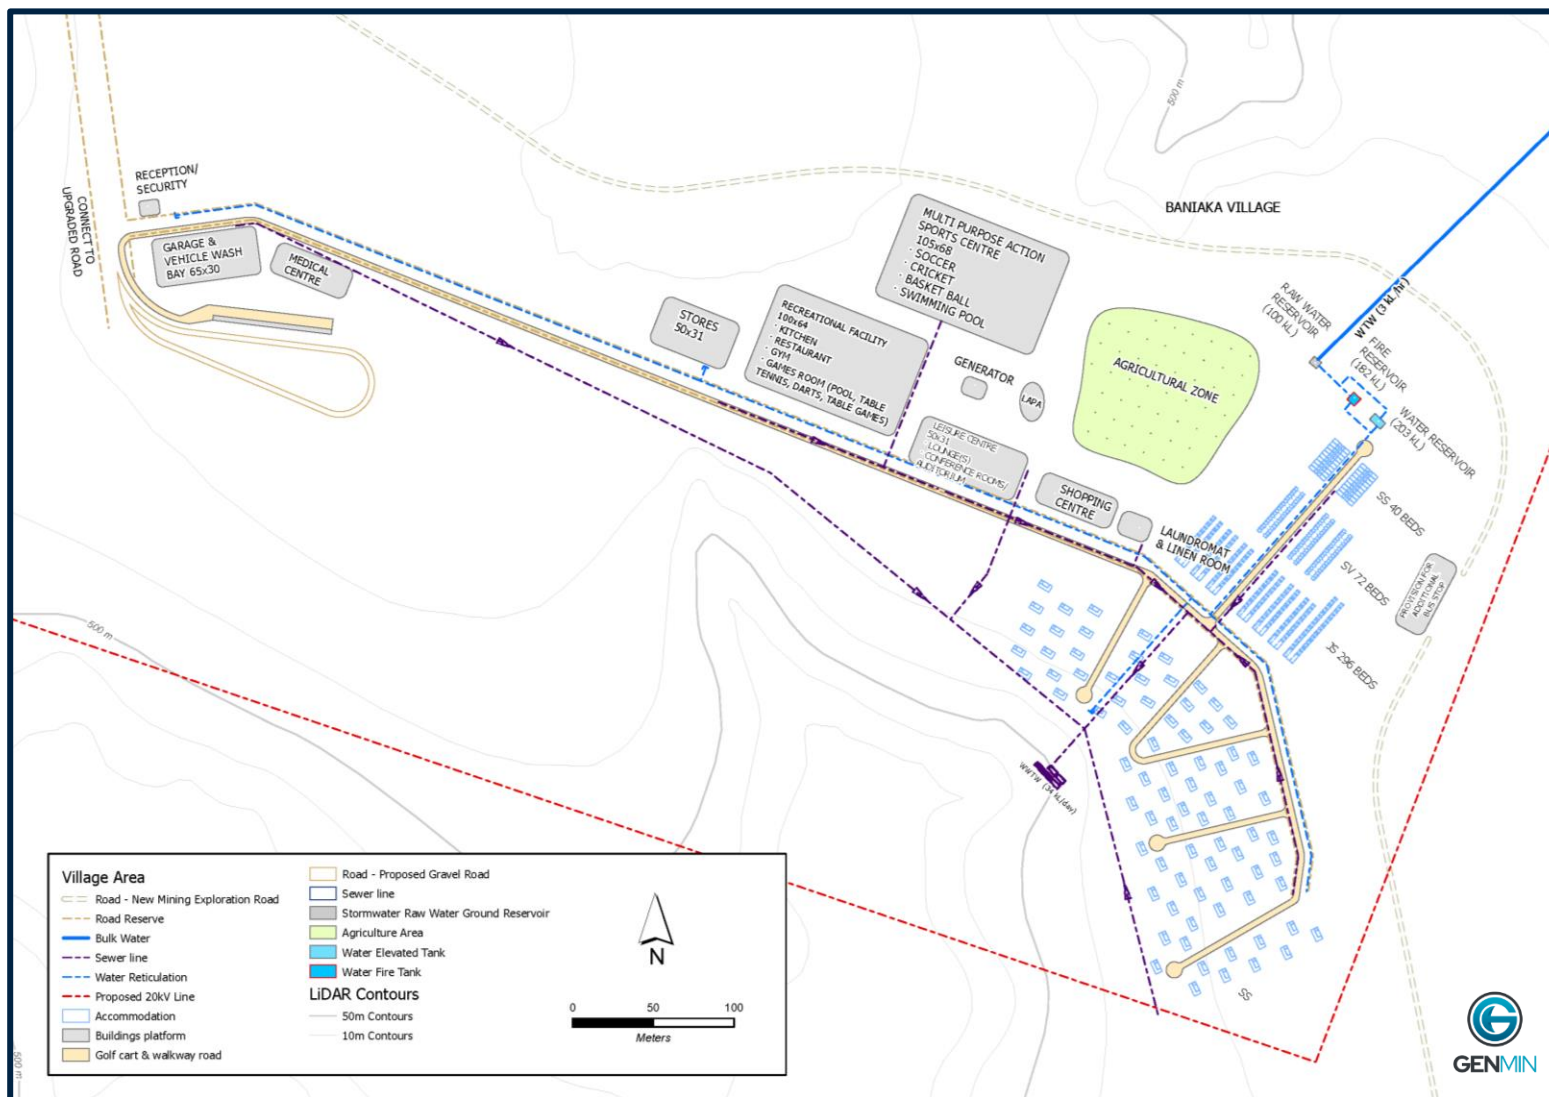 500 m
BANIAKA VILLAGE
RECEPTION/
SECURITY
CONNECT TO
UPGRADED ROAD
GARAGE &
VEHICLE WASH
BAY 65x30
MEDICAL
CENTRE
STORES
50x31
RECREATIONAL FACILITY
100x64
· KITCHEN
· RESTAURANT
· GYM
· GAMES ROOM (POOL, TABLE
TENNIS, DARTS, TABLE GAMES)
MULTI PURPOSE ACTION
SPORTS CENTRE
105x68
· SOCCER
· CRICKET
· BASKET BALL
· SWIMMING POOL
GENERATOR
LAPA
LEISURE CENTRE
50x31
· LOUNGE(S)
· CONFERENCE ROOMS/
AUDITORIUM
AGRICULTURAL ZONE
SHOPPING
CENTRE
LAUNDROMAT
& LINEN ROOM
RAW WATER
RESERVOIR
(100 kL)
WTW (3 kL/hr)
FIRE
RESERVOIR
(182 kL)
WATER RESERVOIR
(203 kL)
SS 40 BEDS
SV 72 BEDS
JS 296 BEDS
PROVISION FOR
ADDITIONAL
BUS STOP
WWTW (34 kL/day)
SS
500 m
500 m
Village Area
Road - New Mining Exploration Road
Road Reserve
Bulk Water
Sewer line
Water Reticulation
Proposed 20kV Line
Accommodation
Buildings platform
Golf cart & walkway road
Road - Proposed Gravel Road
Sewer line
Stormwater Raw Water Ground Reservoir
Agriculture Area
Water Elevated Tank
Water Fire Tank
LiDAR Contours
50m Contours
10m Contours
N
0 50 100
Meters
GENMIN